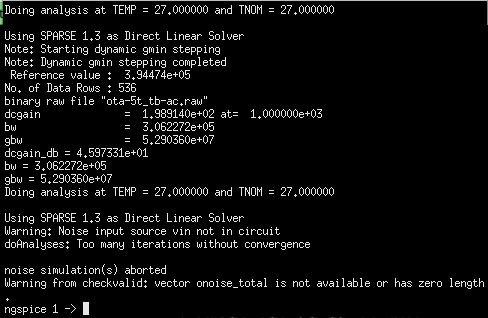 Doing analysis at TEMP = 27.000000 and TNOM = 27.000000
Using SPARSE 1.3 as Direct Linear Solver
Note: Starting dynamic gmin stepping
Note: Dynamic gmin stepping completed
Reference value : 3.94474e+05
No. of Data Rows : 536
binary raw file "ota-5t_tb-ac.raw"
dcgain = 1.989140e+02 at= 1.000000e+03
bw = 3.062272e+05
gbw = 5.290360e+07
dcgain_db = 4.597331e+01
bw = 3.062272e+05
gbw = 5.290360e+07
Doing analysis at TEMP = 27.000000 and TNOM = 27.000000
Using SPARSE 1.3 as Direct Linear Solver
Warning: Noise input source vin not in circuit
doAnalyses: Too many iterations without convergence
noise simulation(s) aborted
Warning from checkvalid: vector onoise_total is not available or has zero length
.
ngspice 1 ->